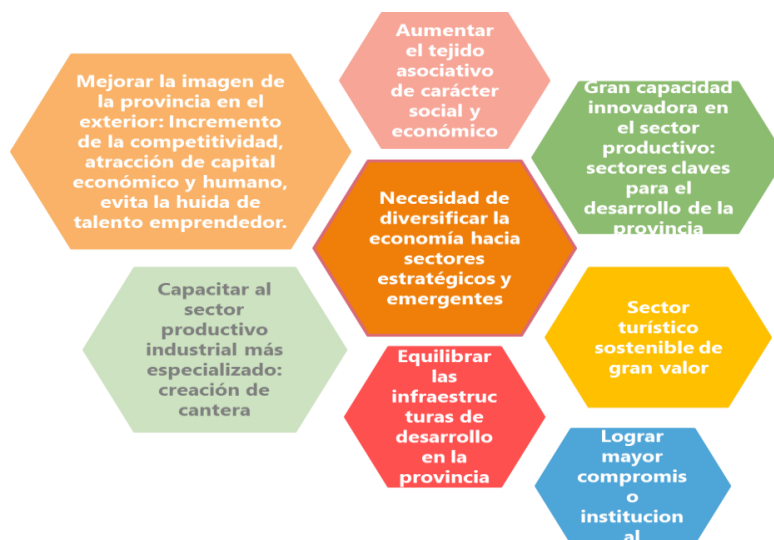 Aumentar
el tejido
asociativo
de carácter
social y
económico
Mejorar la imagen de
la provincia en el
exterior: Incremento
de la competitividad,
atracción de capital
económico y humano,
evita la huida de
talento emprendedor.
Gran capacidad
innovadora en
el sector
productivo:
sectores claves
para el
desarrollo de la
provincia
Necesidad de
diversificar la
economía hacia
sectores
estratégicos y
emergentes
Capacitar al
sector
productivo
industrial más
especializado:
creación de
cantera
Sector
turístico
sostenible de
gran valor
Equilibrar
las
infraestruc
turas de
desarrollo
en la
provincia
Lograr
mayor
compromis
o
institucion
al